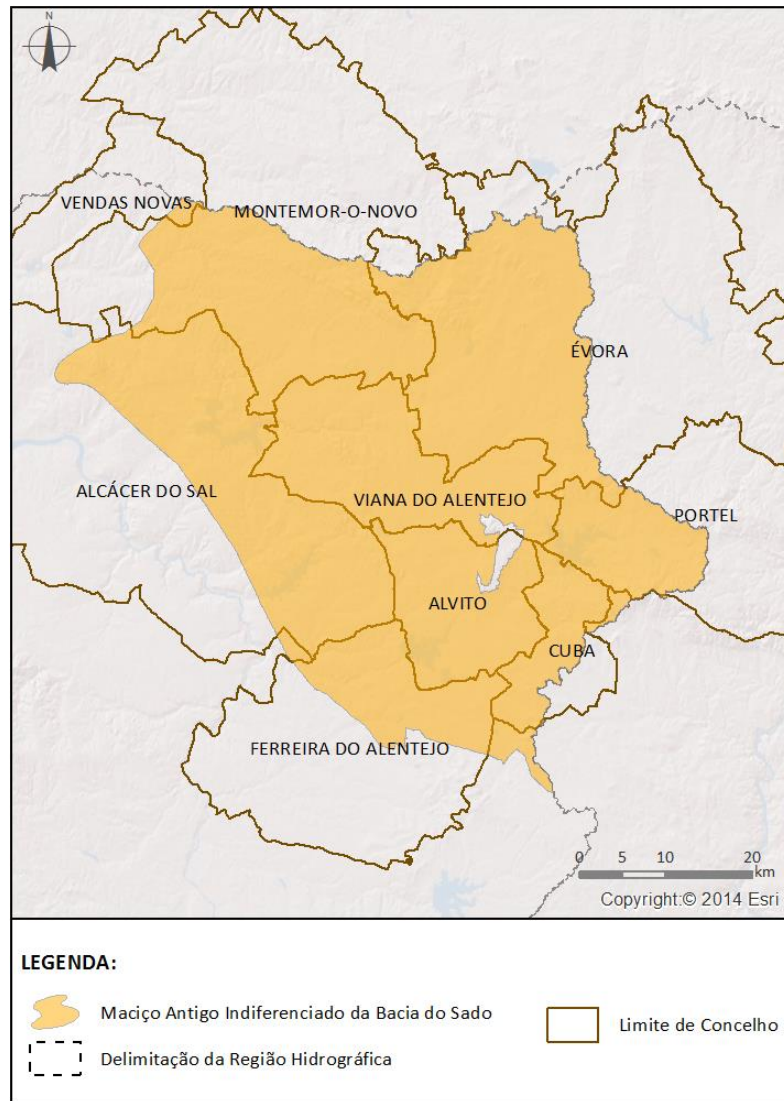 N
VENDAS NOVAS
MONTEMOR-O-NOVO
ÉVORA
ALCÁCER DO SAL
VIANA DO ALENTEJO
PORTEL
ALVITO
CUBA
FERREIRA DO ALENTEJO
0 5 10 20
km
Copyright:© 2014 Esri
LEGENDA:
Maciço Antigo Indiferenciado da Bacia do Sado
Limite de Concelho
Delimitação da Região Hidrográfica